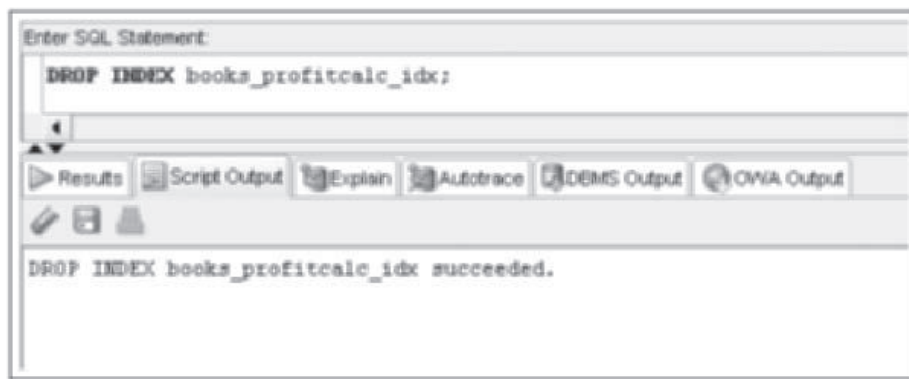 Enter SQL Statement:
DROP INDEX books_profitcalc_idx;
Results Script Output Explain Autotrace DBMS Output OWA Output
DROP INDEX books_profitcalc_idx succeeded.